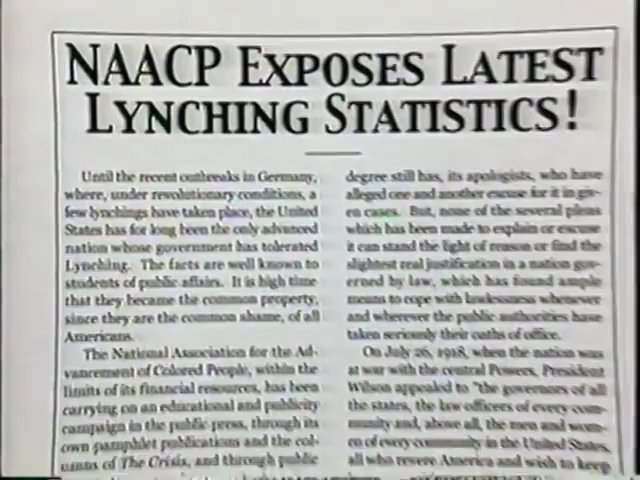 NAACP EXPOSES LATEST
LYNCHING STATISTICS!
Until the recent outbreaks in Germany,
where, under revolutionary conditions, a
few lynchings have taken place, the United
States has for long been the only advanced
nation whose government has tolerated
Lynching. The facts are well known to
students of public affairs. It is high time
that they became the common property,
since they are the common shame, of all
Americans.
The National Association for the Ad-
vancement of Colored People, within the
limits of its financial resources, has been
carrying on an educational and publicity
campaign in the public press, through its
own pamphlet publications and the col-
umns of The Crisis, and through public
degree still has, its apologists, who have
alleged one and another excuse for it in giv-
en cases. But, none of the several pleas
which has been made to explain or excuse
it can stand the light of reason or find the
slightest real justification in a nation gov-
erned by law, which has found ample
means to cope with lawlessness whenever
and wherever the public authorities have
taken seriously their oaths of office.
On July 26, 1918, when the nation was
at war with the central Powers, President
Wilson appealed to "the governors of all
the states, the law officers of every com-
munity and, above all, the men and wom-
en of every community in the United States,
all who revere America and wish to keep